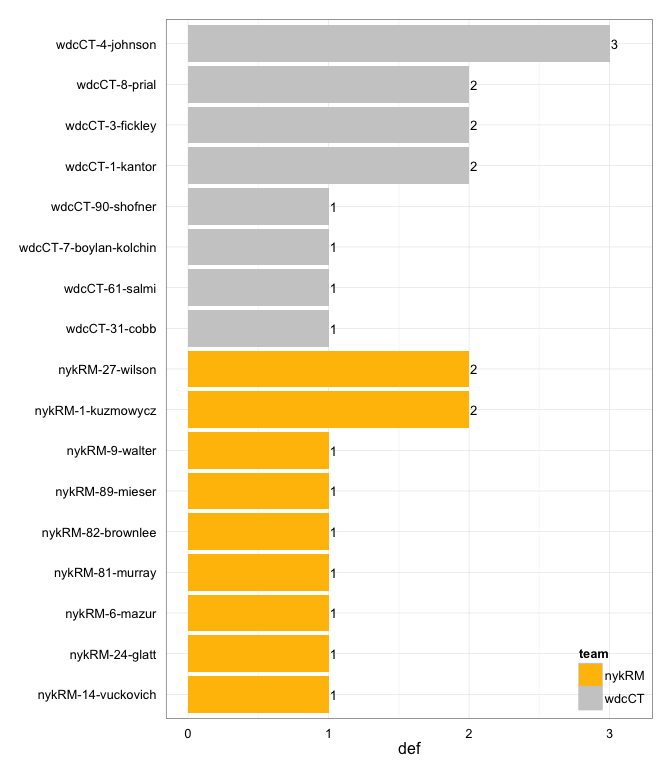 wdcCT-4-johnson 3
wdcCT-8-prial 2
wdcCT-3-fickley 2
wdcCT-1-kantor 2
wdcCT-90-shofner 1
wdcCT-7-boylan-kolchin 1
wdcCT-61-salmi 1
wdcCT-31-cobb 1
nykRM-27-wilson 2
nykRM-1-kuzmowycz 2
nykRM-9-walter 1
nykRM-89-mieser 1
nykRM-82-brownlee 1
nykRM-81-murray 1
nykRM-6-mazur 1
nykRM-24-glatt 1
nykRM-14-vuckovich 1
team
nykRM
wdcCT
0 1 2 3
def